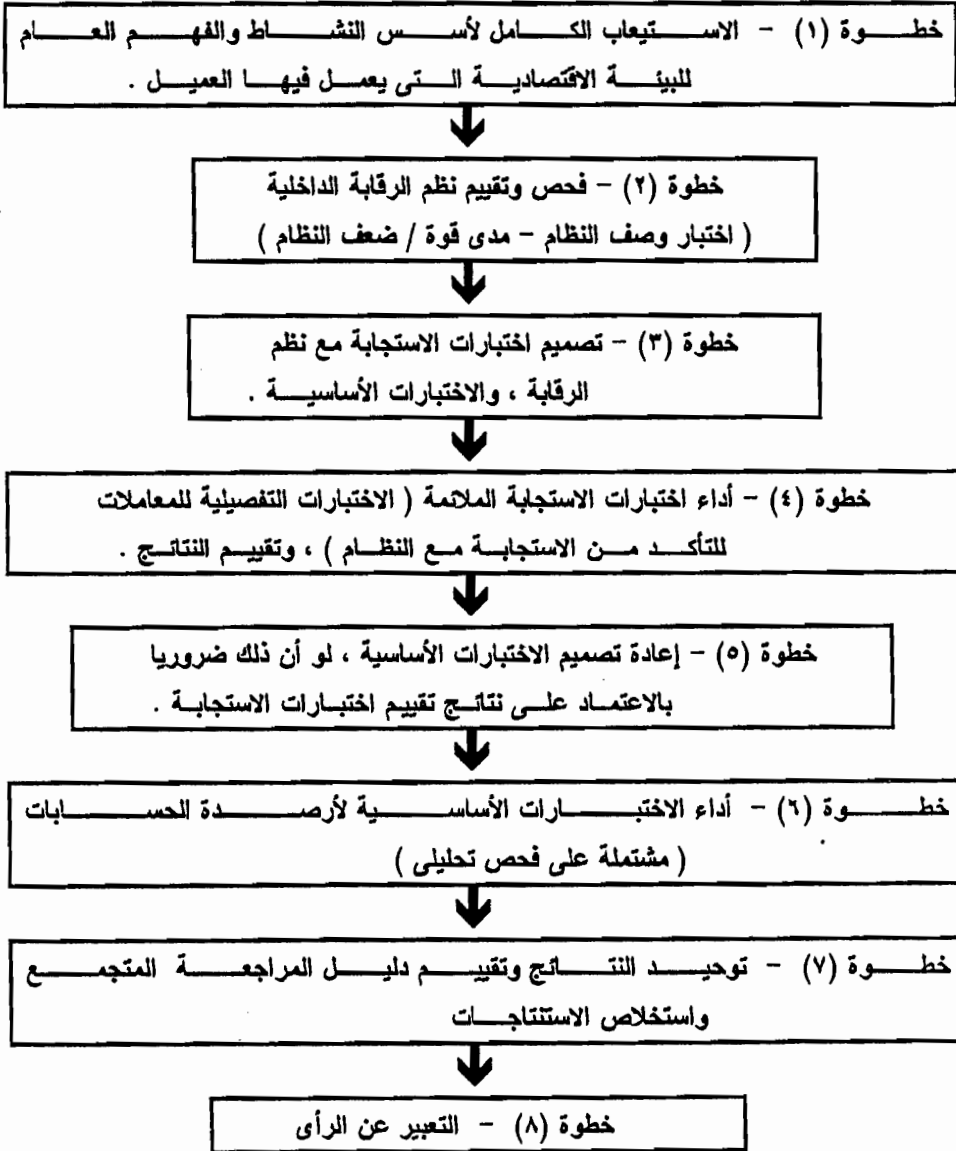 خطوة (١) - الاستيعاب الكامل لأسس النشاط والفهم العام
للبيئة الاقتصادية التى يعمل فيها العميل .
خطوة (٢) - فحص وتقييم نظم الرقابة الداخلية
( اختبار وصف النظام - مدى قوة / ضعف النظام )
خطوة (٣) - تصميم اختبارات الاستجابة مع نظم
الرقابة ، والاختبارات الأساسية .
خطوة (٤) - أداء اختبارات الاستجابة الملائمة ( الاختبارات التفصيلية للمعاملات
للتأكد من الاستجابة مع النظام ) ، وتقييم النتائج .
خطوة (٥) - إعادة تصميم الاختبارات الأساسية ، لو أن ذلك ضروريا
بالاعتماد على نتائج تقييم اختبارات الاستجابة .
خطوة (٦) - أداء الاختبارات الأساسية لأرصدة الحسابات
( مشتملة على فحص تحليلى )
خطوة (٧) - توحيد النتائج وتقييم دليل المراجعة المتجمع
واستخلاص الاستنتاجات
خطوة (٨) - التعبير عن الرأى